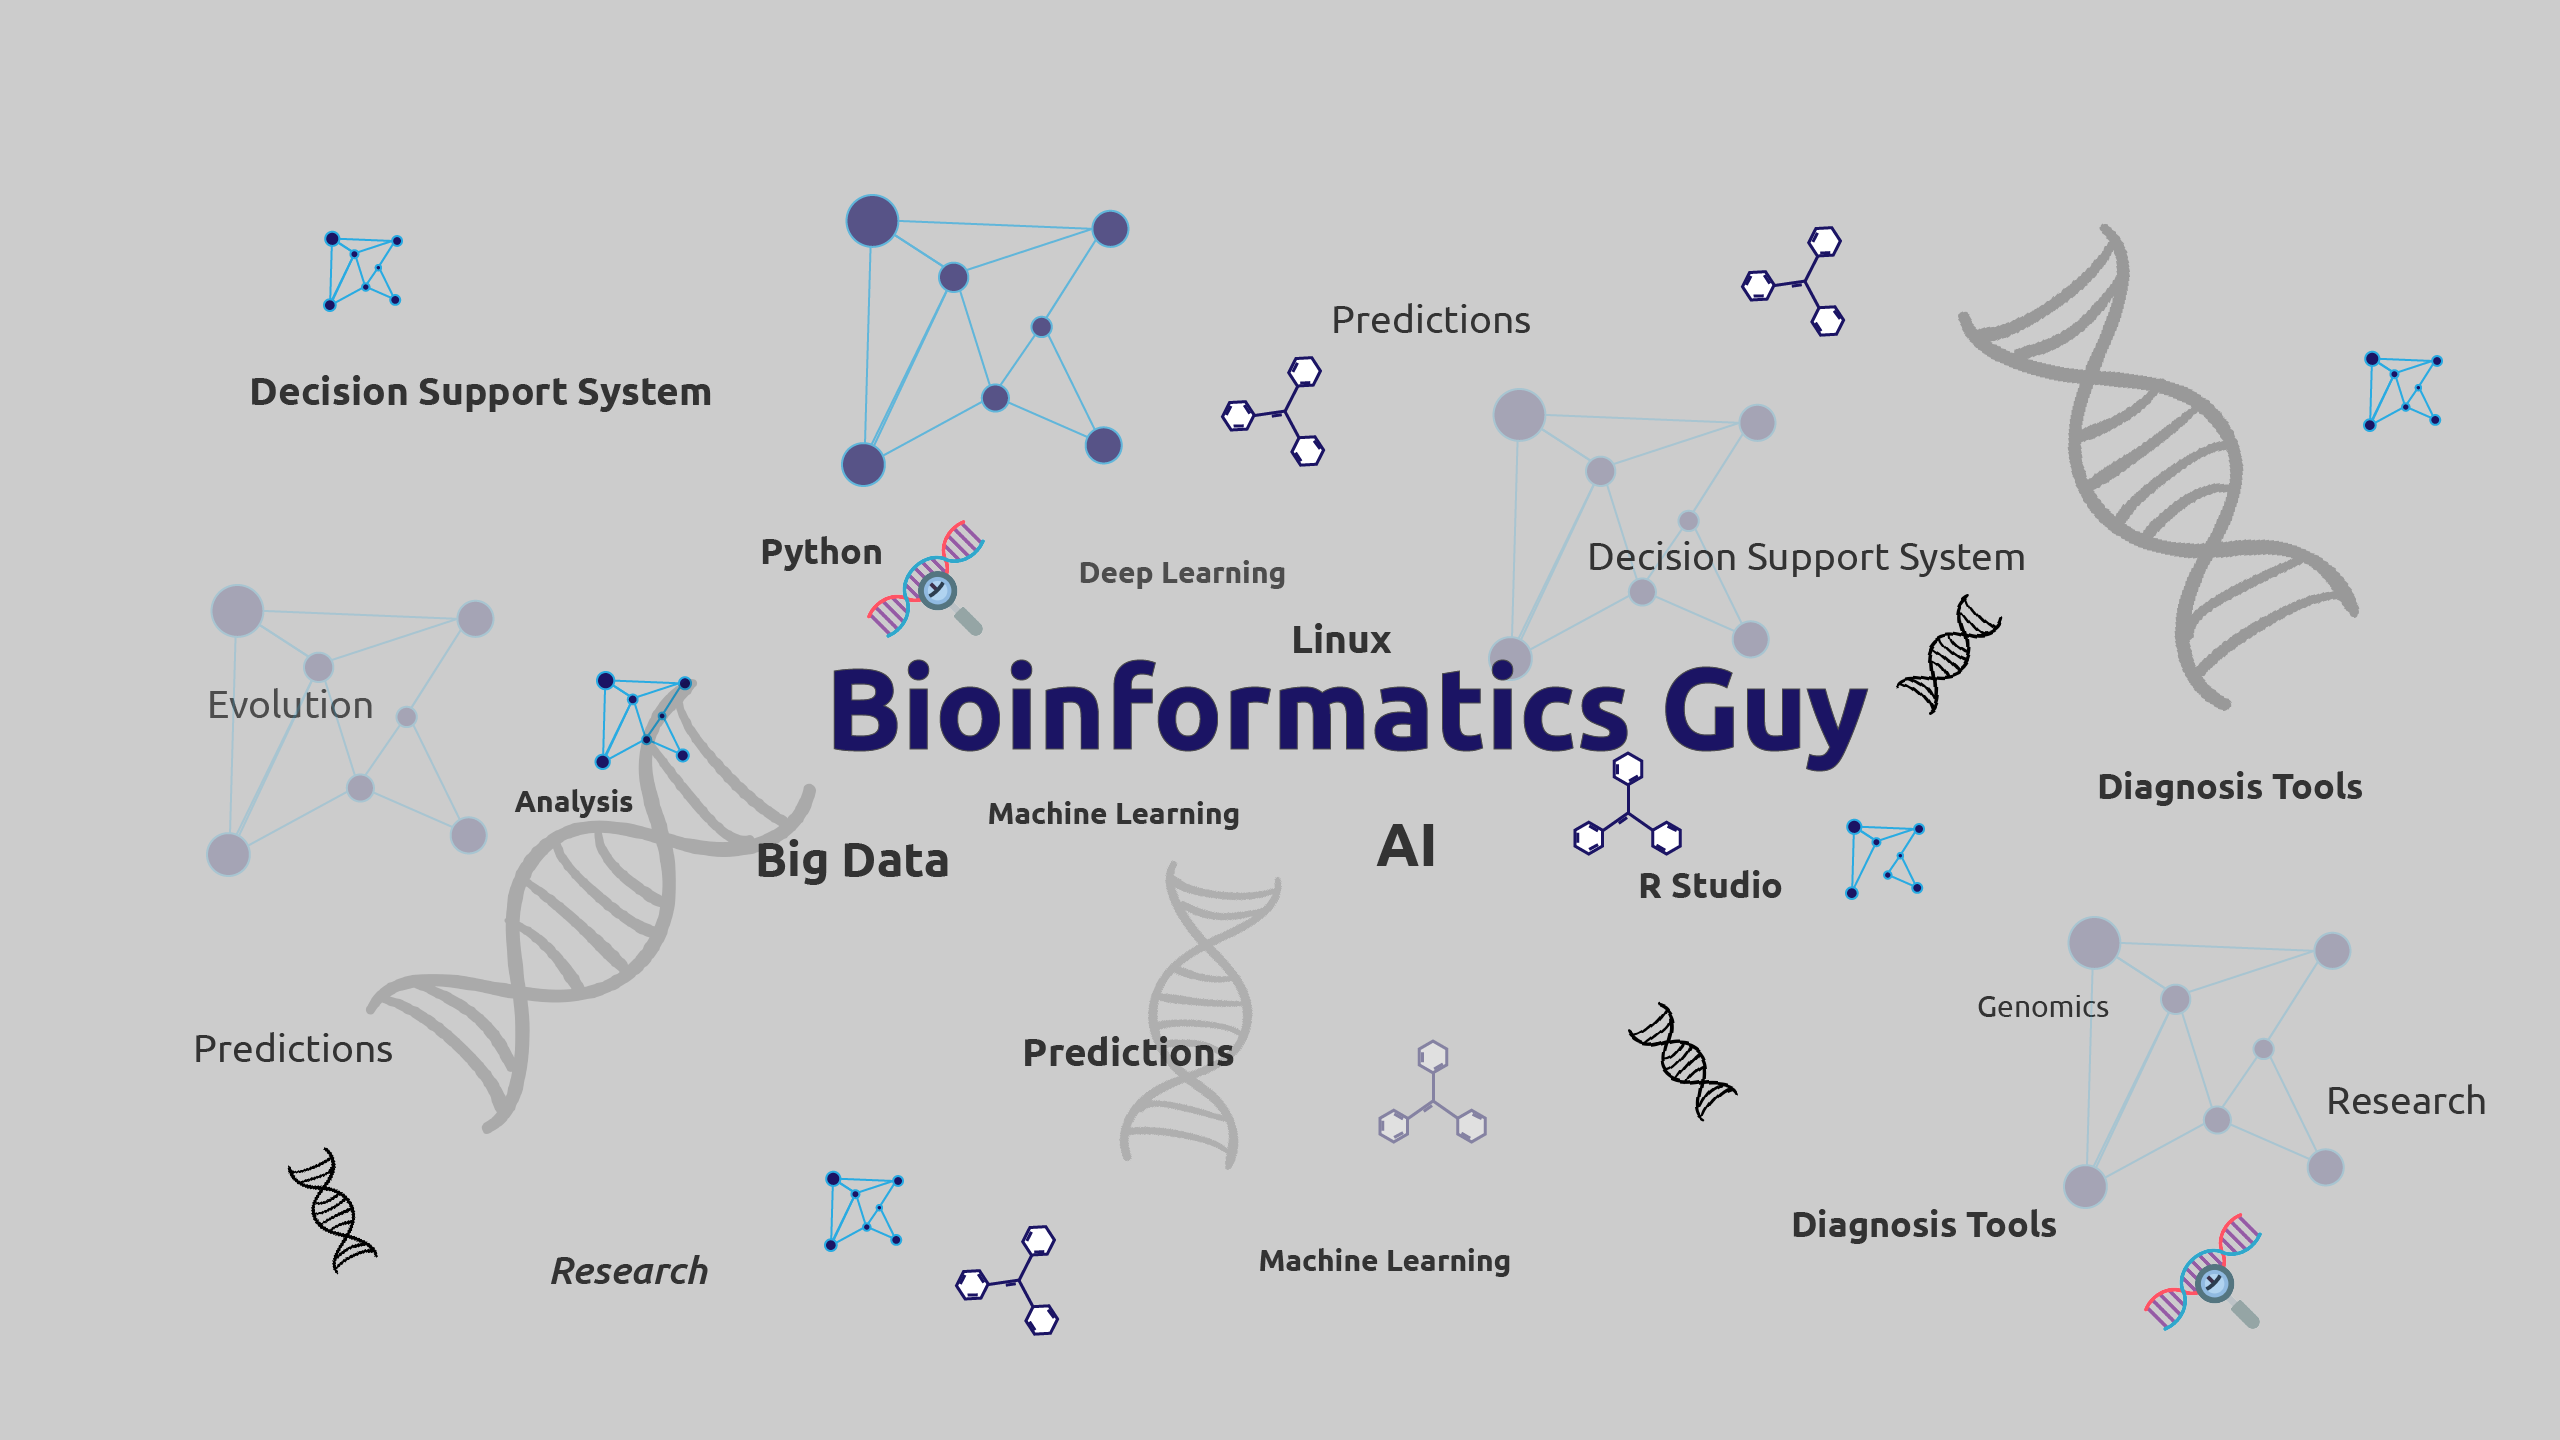 Predictions
Decision Support System
Python
Deep Learning
Decision Support System
Linux
Evolution
Bioinformatics Guy
Diagnosis Tools
Analysis
Machine Learning
AI
Big Data
R Studio
Genomics
Predictions
Predictions
Research
Diagnosis Tools
Research
Machine Learning